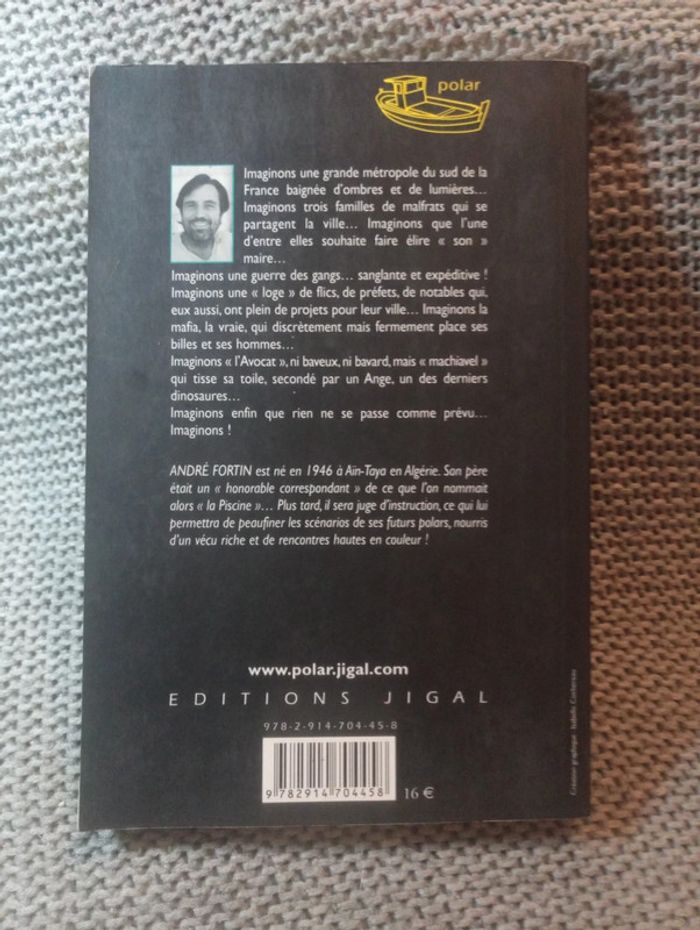 polar
Imaginons une grande métropole du sud de la
France baignée d'ombres et de lumières…
Imaginons trois familles de malfrats qui se
partagent la ville… Imaginons que l'une
d'entre elles souhaite faire élire « son »
maire…
Imaginons une guerre des gangs… sanglante et expéditive !
Imaginons une « loge » de flics, de préfets, de notables qui,
eux aussi, ont plein de projets pour leur ville… Imaginons la
mafia, la vraie, qui discrètement mais fermement place ses
billes et ses hommes…
Imaginons « l'Avocat », ni baveux, ni bavard, mais « machiavel »
qui tisse sa toile, secondé par un Ange, un des derniers
dinosaures…
Imaginons enfin que rien ne se passe comme prévu…
Imaginons !
ANDRÉ FORTIN est né en 1946 à Aïn-Taya en Algérie. Son père
était un « honorable correspondant » de ce que l'on nommait
alors « la Piscine »… Plus tard, il sera juge d'instruction, ce qui lui
permettra de peaufiner les scénarios de ses futurs polars, nourris
d'un vécu riche et de rencontres hautes en couleur !
www.polar.jigal.com
EDITIONS JIGAL
978-2-914-704-45-8
9 782914 704458
16 €
Création graphique : Isabelle